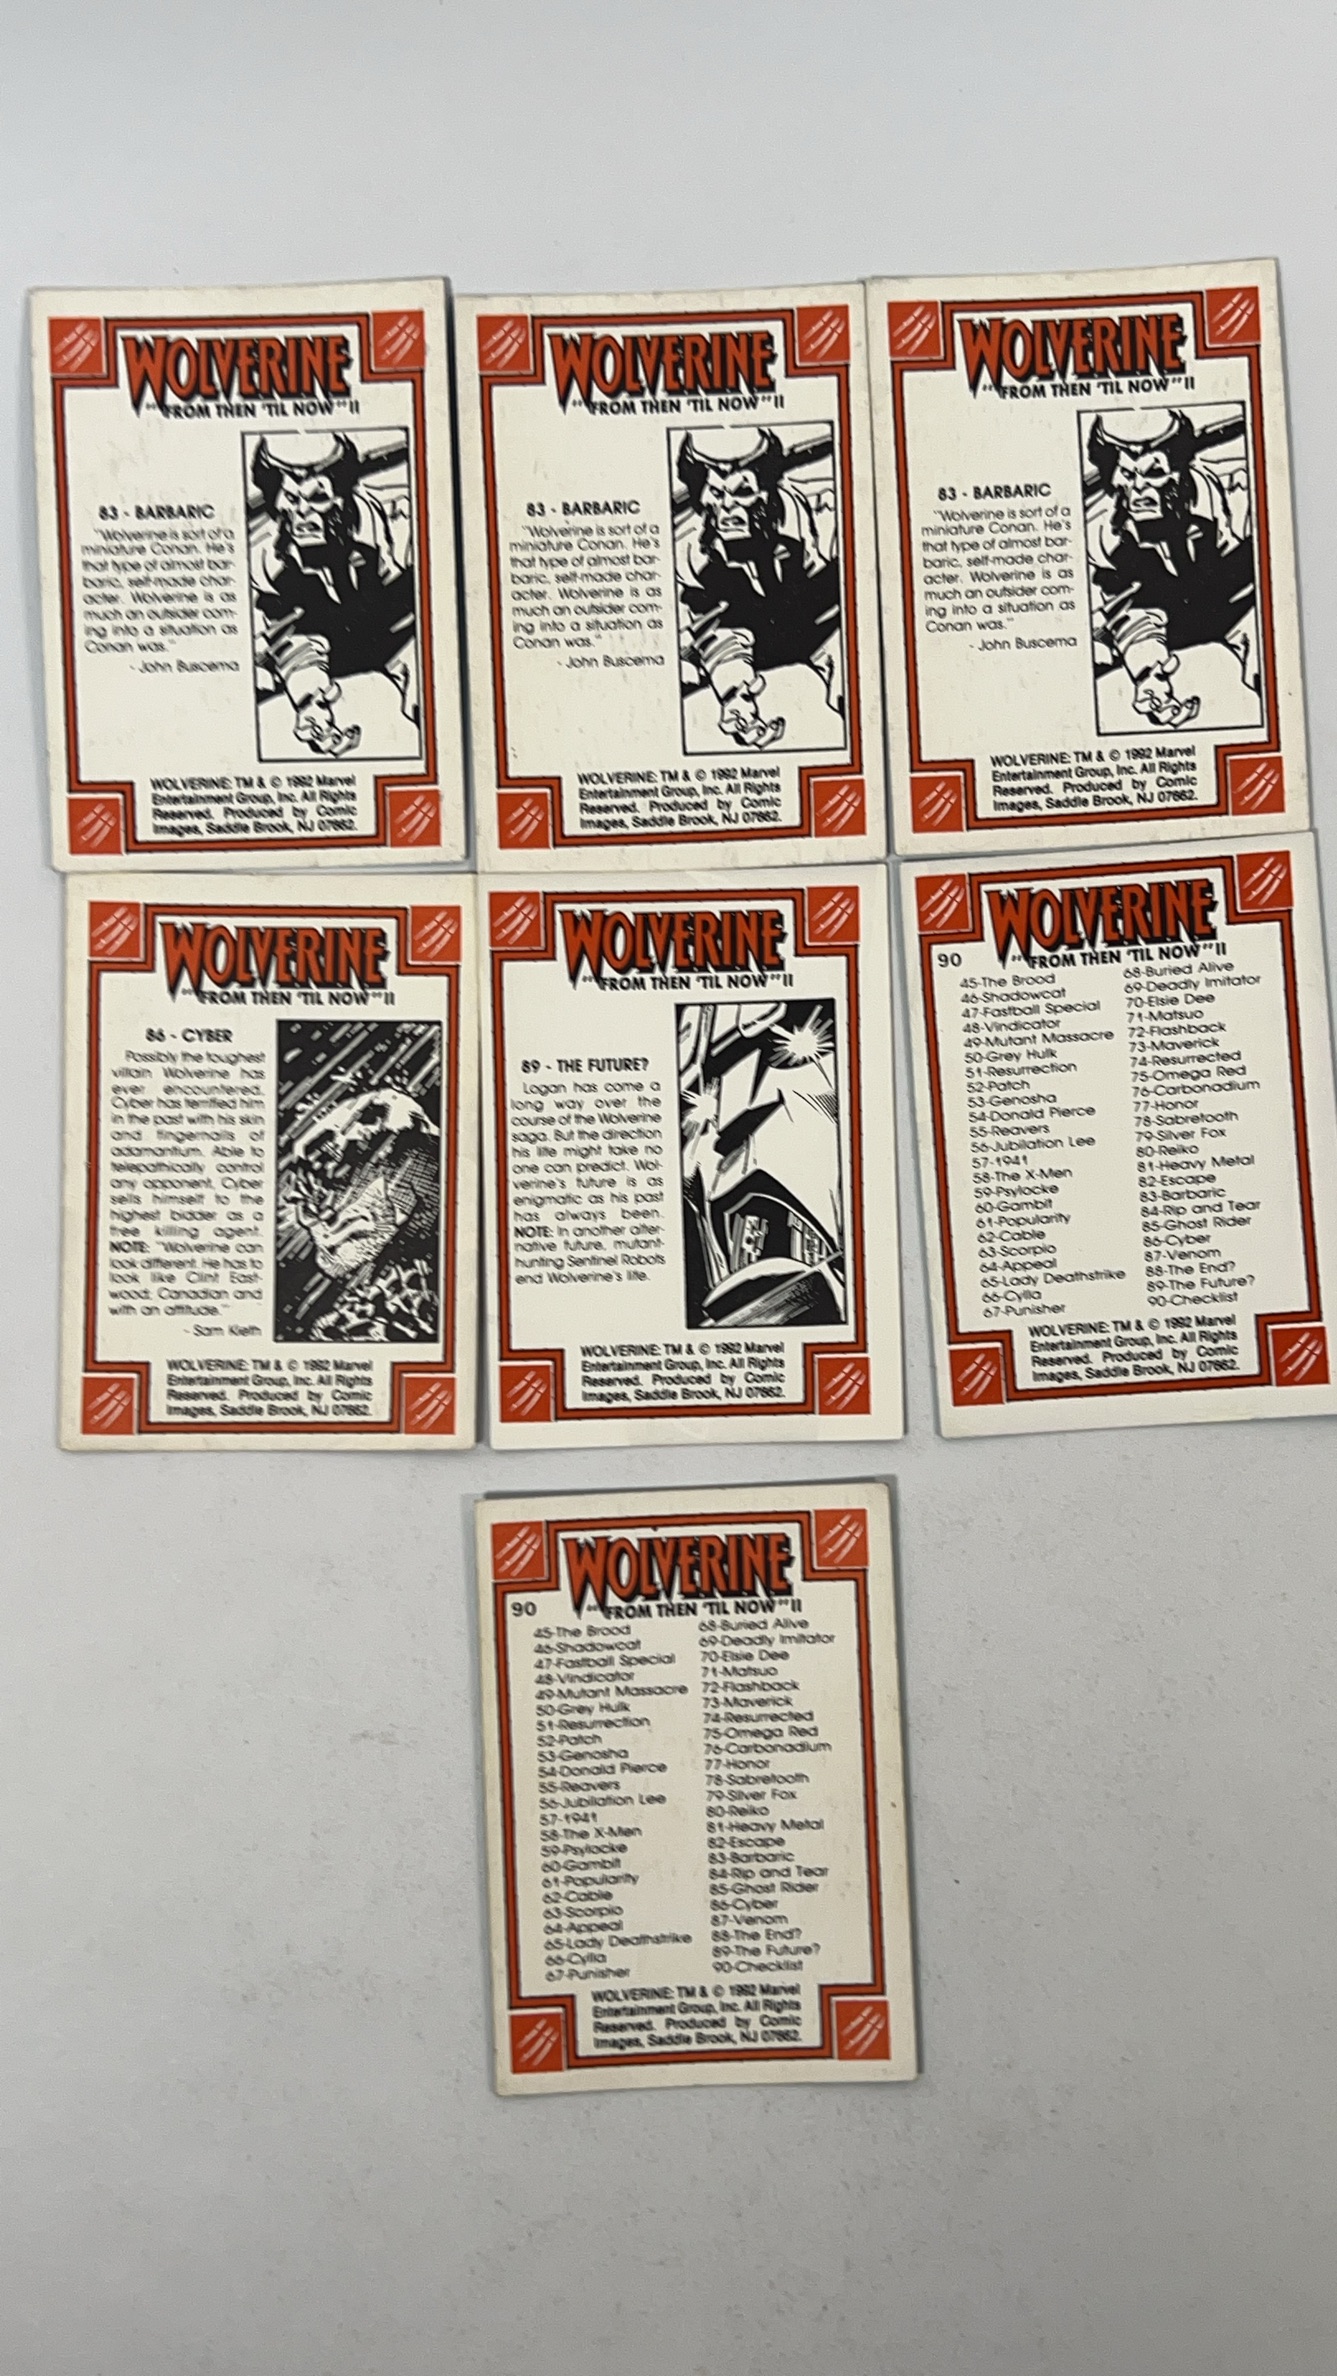 WOLVERINE
"FROM THEN 'TIL NOW" II
83 - BARBARIC
"Wolverine is sort of a
miniature Conan. He's
that type of almost bar-
baric, self-made char-
acter. Wolverine is as
much an outsider com-
ing into a situation as
Conan was."
- John Buscema
WOLVERINE: TM & © 1992 Marvel
Entertainment Group, Inc. All Rights
Reserved. Produced by Comic
Images, Saddle Brook, NJ 07662.
WOLVERINE
"FROM THEN 'TIL NOW" II
83 - BARBARIC
"Wolverine is sort of a
miniature Conan. He's
that type of almost bar-
baric, self-made char-
acter. Wolverine is as
much an outsider com-
ing into a situation as
Conan was."
- John Buscema
WOLVERINE: TM & © 1992 Marvel
Entertainment Group, Inc. All Rights
Reserved. Produced by Comic
Images, Saddle Brook, NJ 07662.
WOLVERINE
"FROM THEN 'TIL NOW" II
83 - BARBARIC
"Wolverine is sort of a
miniature Conan. He's
that type of almost bar-
baric, self-made char-
acter. Wolverine is as
much an outsider com-
ing into a situation as
Conan was."
- John Buscema
WOLVERINE: TM & © 1992 Marvel
Entertainment Group, Inc. All Rights
Reserved. Produced by Comic
Images, Saddle Brook, NJ 07662.
WOLVERINE
"FROM THEN 'TIL NOW" II
86 - CYBER
Possibly the toughest
villain Wolverine has
ever encountered,
Cyber has terrified him
in the past with his skin
and fingernails of
adamantium. Able to
telepathically control
any opponent, Cyber
sells himself to the
highest bidder as a
free killing agent.
NOTE: "Wolverine can
look different. He has to
look like Clint East-
wood; Canadian and
with an attitude."
- Sam Kieth
WOLVERINE: TM & © 1992 Marvel
Entertainment Group, Inc. All Rights
Reserved. Produced by Comic
Images, Saddle Brook, NJ 07662.
WOLVERINE
"FROM THEN 'TIL NOW" II
89 - THE FUTURE?
Logan has come a
long way over the
course of the Wolverine
saga. But the direction
his life might take no
one can predict. Wol-
verine's future is as
enigmatic as his past
has always been.
NOTE: In another alter-
native future, mutant-
hunting Sentinel Robots
end Wolverine's life.
WOLVERINE: TM & © 1992 Marvel
Entertainment Group, Inc. All Rights
Reserved. Produced by Comic
Images, Saddle Brook, NJ 07662.
WOLVERINE
"FROM THEN 'TIL NOW" II
90
45-The Brood
46-Shadowcat
47-Fastball Special
48-Vindicator
49-Mutant Massacre
50-Grey Hulk
51-Resurrection
52-Patch
53-Genosha
54-Donald Pierce
55-Reavers
56-Jubilation Lee
57-1941
58-The X-Men
59-Psylocke
60-Gambit
61-Popularity
62-Cable
63-Scorpio
64-Appeal
65-Lady Deathstrike
66-Cylla
67-Punisher
68-Buried Alive
69-Deadly Imitator
70-Elsie Dee
71-Matsuo
72-Flashback
73-Maverick
74-Resurrected
75-Omega Red
76-Carbonadium
77-Honor
78-Sabretooth
79-Silver Fox
80-Reiko
81-Heavy Metal
82-Escape
83-Barbaric
84-Rip and Tear
85-Ghost Rider
86-Cyber
87-Venom
88-The End?
89-The Future?
90-Checklist
WOLVERINE: TM & © 1992 Marvel
Entertainment Group, Inc. All Rights
Reserved. Produced by Comic
Images, Saddle Brook, NJ 07662.
WOLVERINE
"FROM THEN 'TIL NOW" II
90
45-The Brood
46-Shadowcat
47-Fastball Special
48-Vindicator
49-Mutant Massacre
50-Grey Hulk
51-Resurrection
52-Patch
53-Genosha
54-Donald Pierce
55-Reavers
56-Jubilation Lee
57-1941
58-The X-Men
59-Psylocke
60-Gambit
61-Popularity
62-Cable
63-Scorpio
64-Appeal
65-Lady Deathstrike
66-Cylla
67-Punisher
68-Buried Alive
69-Deadly Imitator
70-Elsie Dee
71-Matsuo
72-Flashback
73-Maverick
74-Resurrected
75-Omega Red
76-Carbonadium
77-Honor
78-Sabretooth
79-Silver Fox
80-Reiko
81-Heavy Metal
82-Escape
83-Barbaric
84-Rip and Tear
85-Ghost Rider
86-Cyber
87-Venom
88-The End?
89-The Future?
90-Checklist
WOLVERINE: TM & © 1992 Marvel
Entertainment Group, Inc. All Rights
Reserved. Produced by Comic
Images, Saddle Brook, NJ 07662.